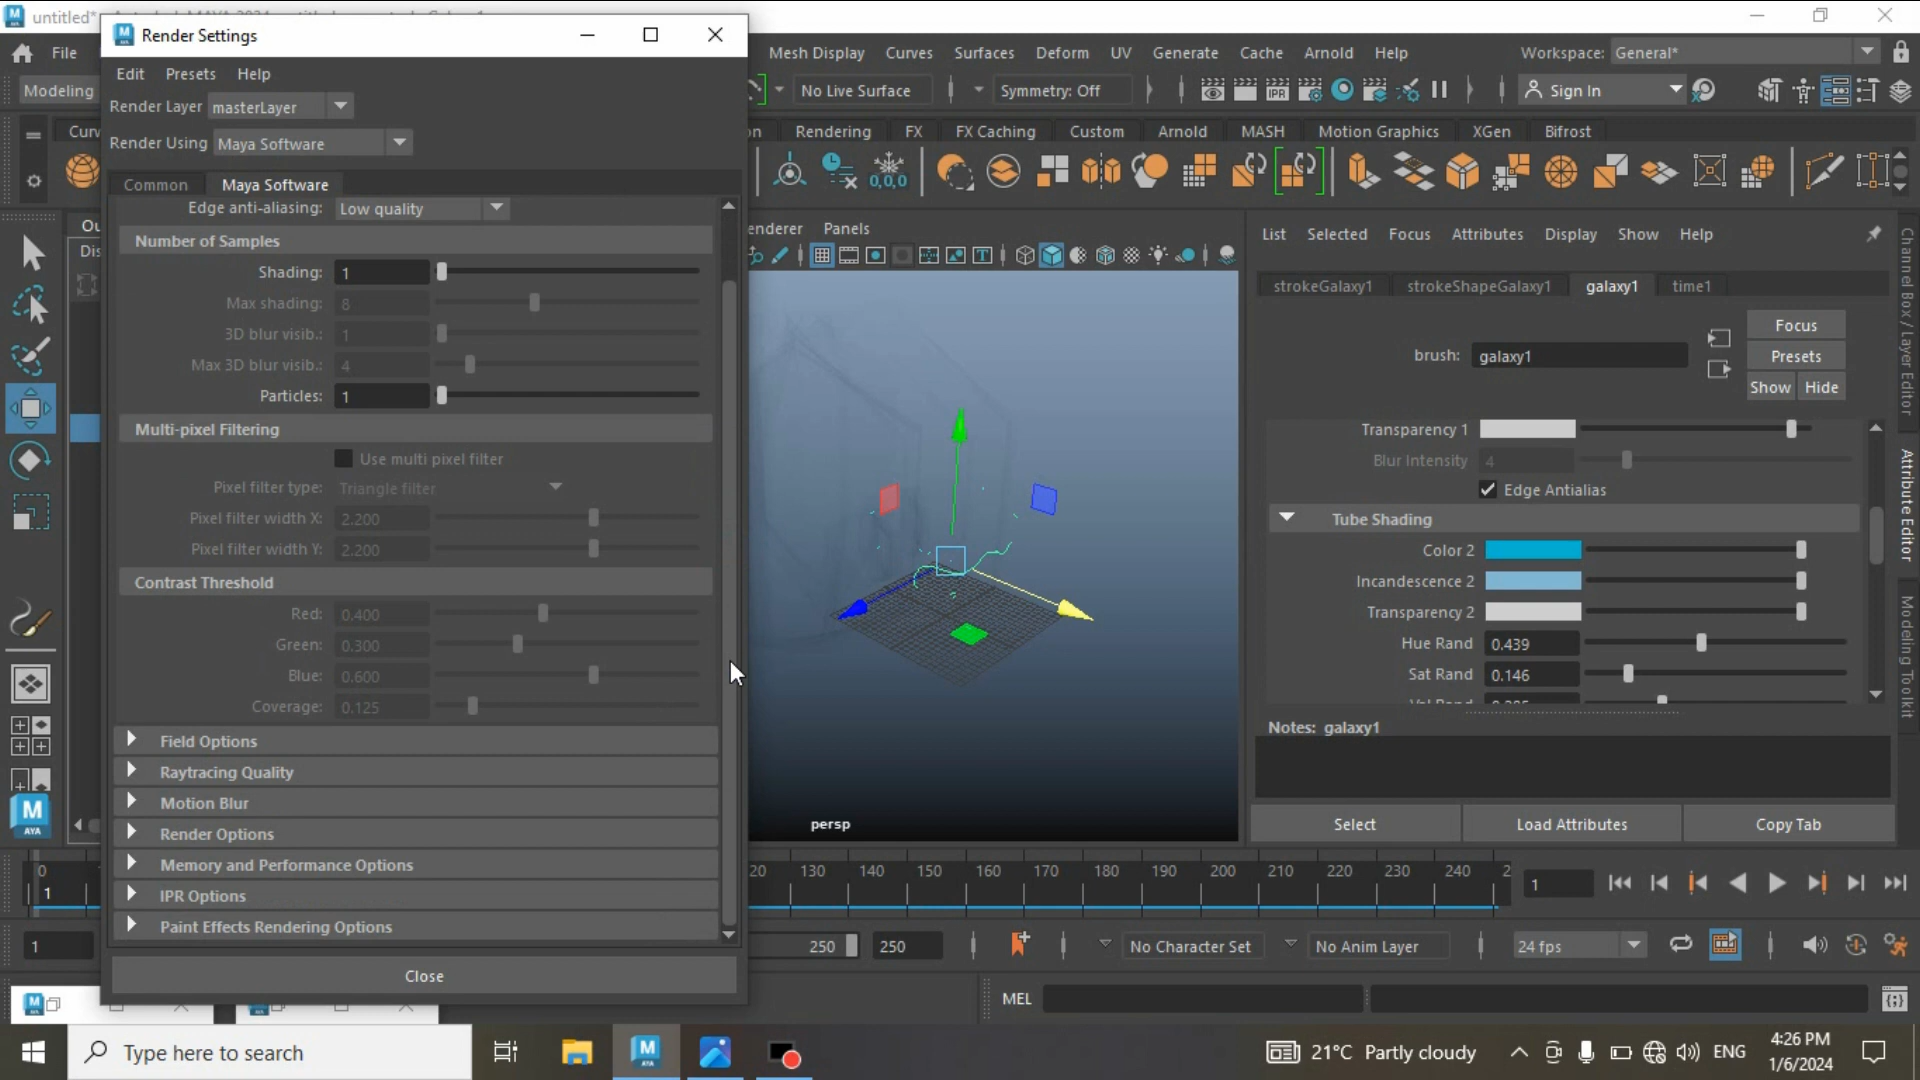 untitled*
Render Settings
File
Edit Presets Help
Mesh Display Curves Surfaces Deform UV Generate Cache Arnold Help
Workspace: General*
Modeling
Render Layer masterLayer
No Live Surface
Symmetry: Off
IPR
Sign In
Render Using Maya Software
Rendering FX FX Caching Custom Arnold MASH Motion Graphics XGen Bifrost
0,0,0
Common Maya Software
Edge anti-aliasing: Low quality
Number of Samples
Shading: 1
Max shading: 8
3D blur visib.: 1
Max 3D blur visib.: 4
Particles: 1
Multi-pixel Filtering
Use multi pixel filter
Pixel filter type: Triangle filter
Pixel filter width X: 2.200
Pixel filter width Y: 2.200
Contrast Threshold
Red: 0.400
Green: 0.300
Blue: 0.600
Coverage: 0.125
Field Options
Raytracing Quality
Motion Blur
Render Options
Memory and Performance Options
IPR Options
Paint Effects Rendering Options
Close
Panels
persp
List Selected Focus Attributes Display Show Help
strokeGalaxy1 strokeShapeGalaxy1 galaxy1 time1
brush: galaxy1
Focus
Presets
Show Hide
Transparency 1
Blur Intensity 4
Edge Antialias
Tube Shading
Color 2
Incandescence 2
Transparency 2
Hue Rand 0.439
Sat Rand 0.146
Notes: galaxy1
Select Load Attributes Copy Tab
Channel Box / Layer Editor
Attribute Editor
Modeling Toolkit
M
AYA
0 20 130 140 150 160 170 180 190 200 210 220 230 240 2
1
1
1 250 250
No Character Set
No Anim Layer
24 fps
MEL
Type here to search
21°C Partly cloudy
ENG
4:26 PM
1/6/2024